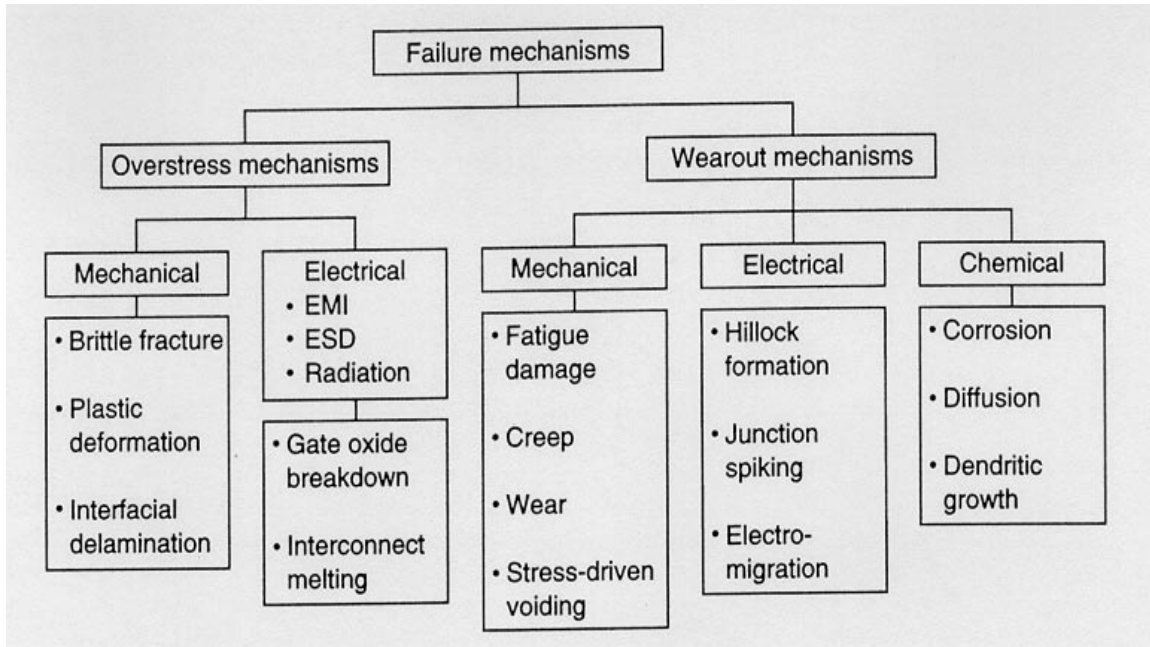 Failure mechanisms
Overstress mechanisms
Wearout mechanisms
Mechanical
• Brittle fracture
• Plastic
deformation
• Interfacial
delamination
Electrical
• EMI
• ESD
• Radiation
• Gate oxide
breakdown
• Interconnect
melting
Mechanical
• Fatigue
damage
• Creep
• Wear
• Stress-driven
voiding
Electrical
• Hillock
formation
• Junction
spiking
• Electro-
migration
Chemical
• Corrosion
• Diffusion
• Dendritic
growth